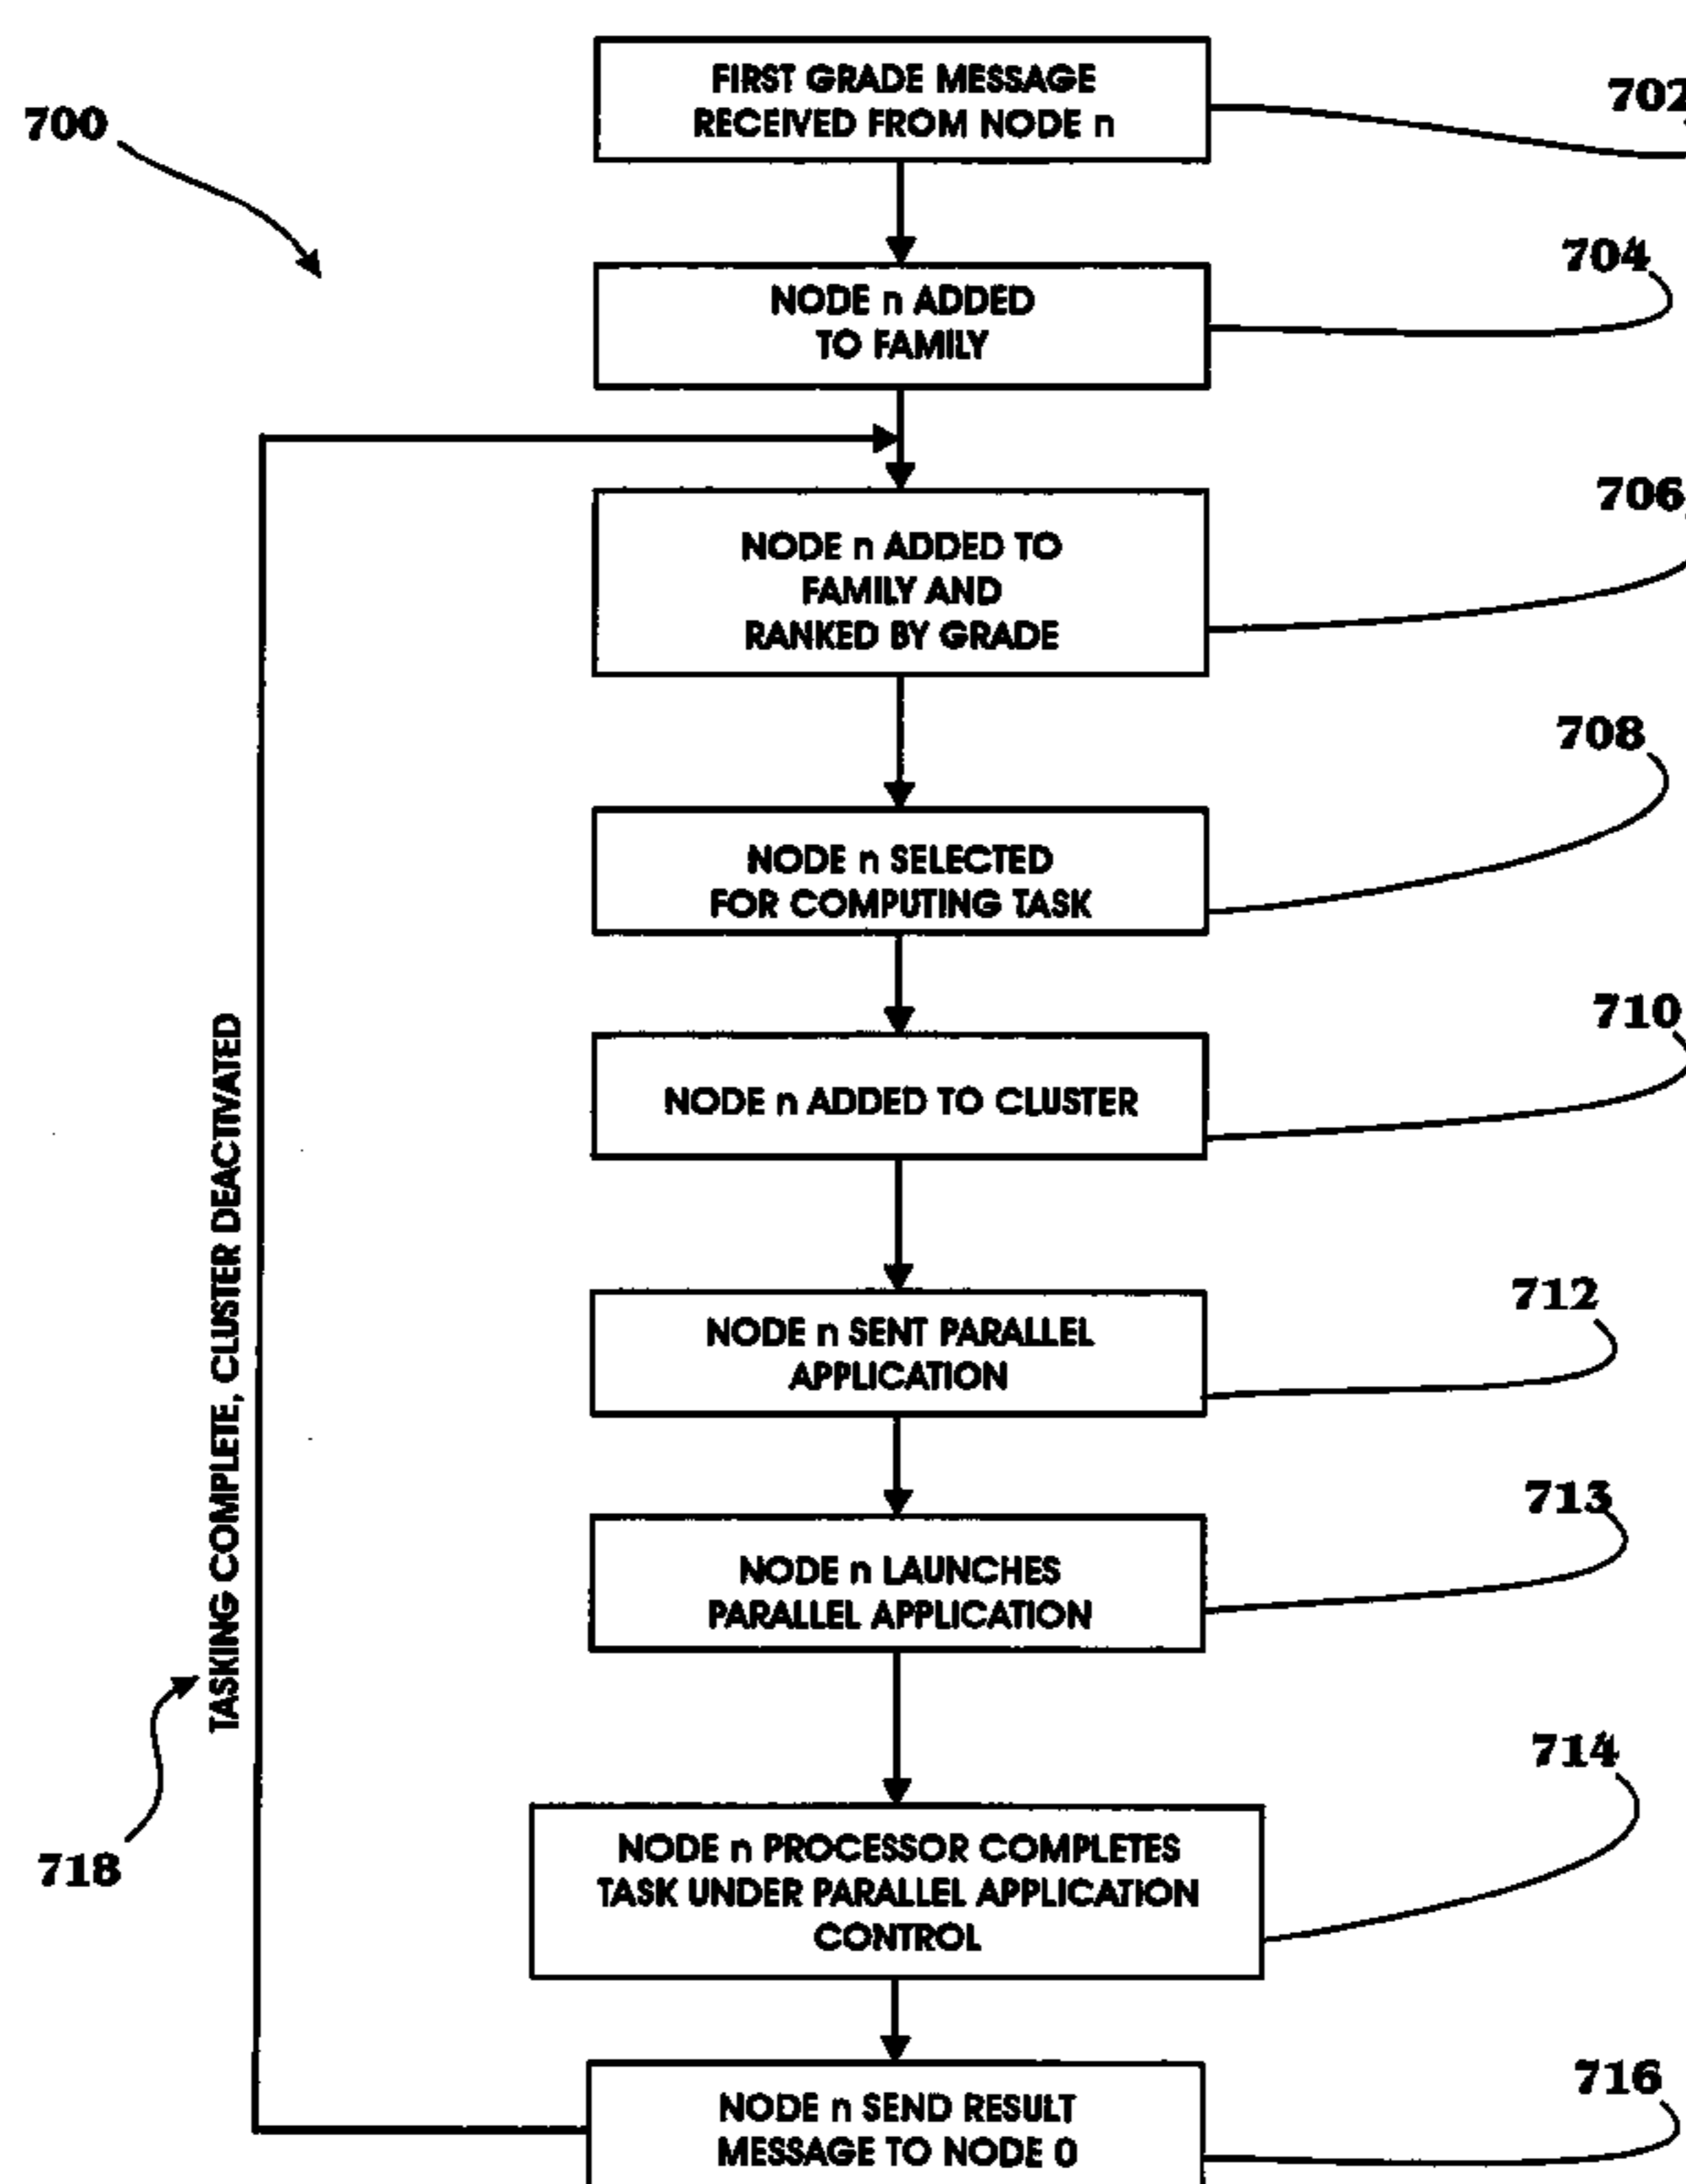 700
FIRST GRADE MESSAGE
RECEIVED FROM NODE n
702
NODE n ADDED
TO FAMILY
704
NODE n ADDED TO
FAMILY AND
RANKED BY GRADE
706
NODE n SELECTED
FOR COMPUTING TASK
708
NODE n ADDED TO CLUSTER
710
NODE n SENT PARALLEL
APPLICATION
712
NODE n LAUNCHES
PARALLEL APPLICATION
713
NODE n PROCESSOR COMPLETES
TASK UNDER PARALLEL APPLICATION
CONTROL
714
NODE n SEND RESULT
MESSAGE TO NODE 0
716
TASKING COMPLETE, CLUSTER DEACTIVATED
718